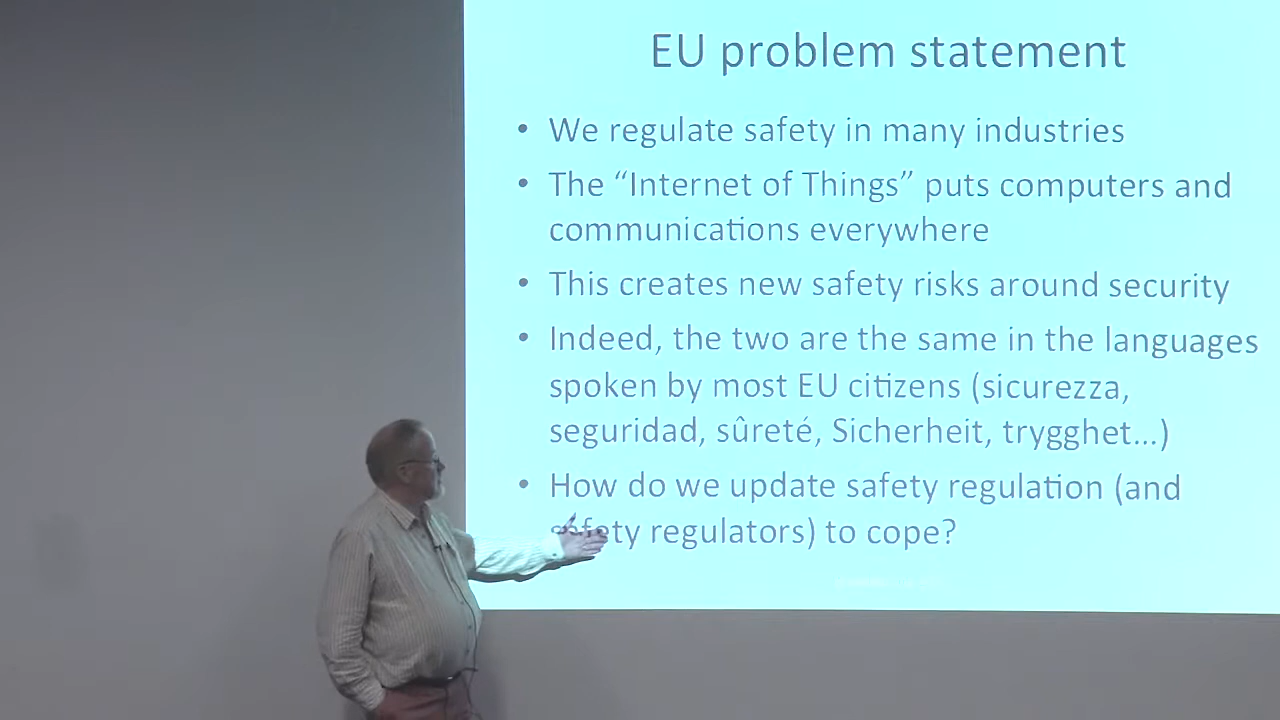 EU problem statement
• We regulate safety in many industries
• The “Internet of Things” puts computers and
communications everywhere
• This creates new safety risks around security
• Indeed, the two are the same in the languages
spoken by most EU citizens (sicurezza,
seguridad, sûreté, Sicherheit, trygghet...)
• How do we update safety regulation (and
safety regulators) to cope?